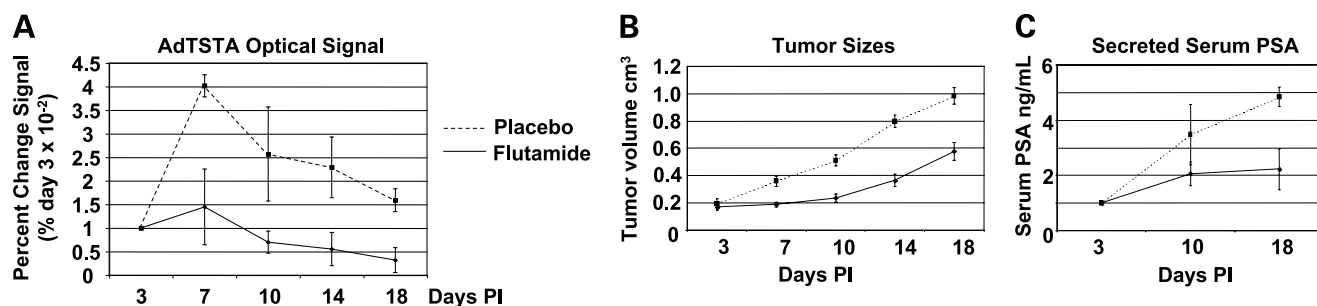 A
AdTSTA Optical Signal
Percent Change Signal
(% day 3 x 10⁻²)
4.5
4
3.5
3
2.5
2
1.5
1
0.5
0
3 7 10 14 18 Days PI
Placebo
Flutamide
B
Tumor Sizes
Tumor volume cm³
1.2
1.0
0.8
0.6
0.4
0.2
0
3 7 10 14 18
Days PI
C
Secreted Serum PSA
Serum PSA ng/mL
6
4
2
0
3 10 18
Days PI